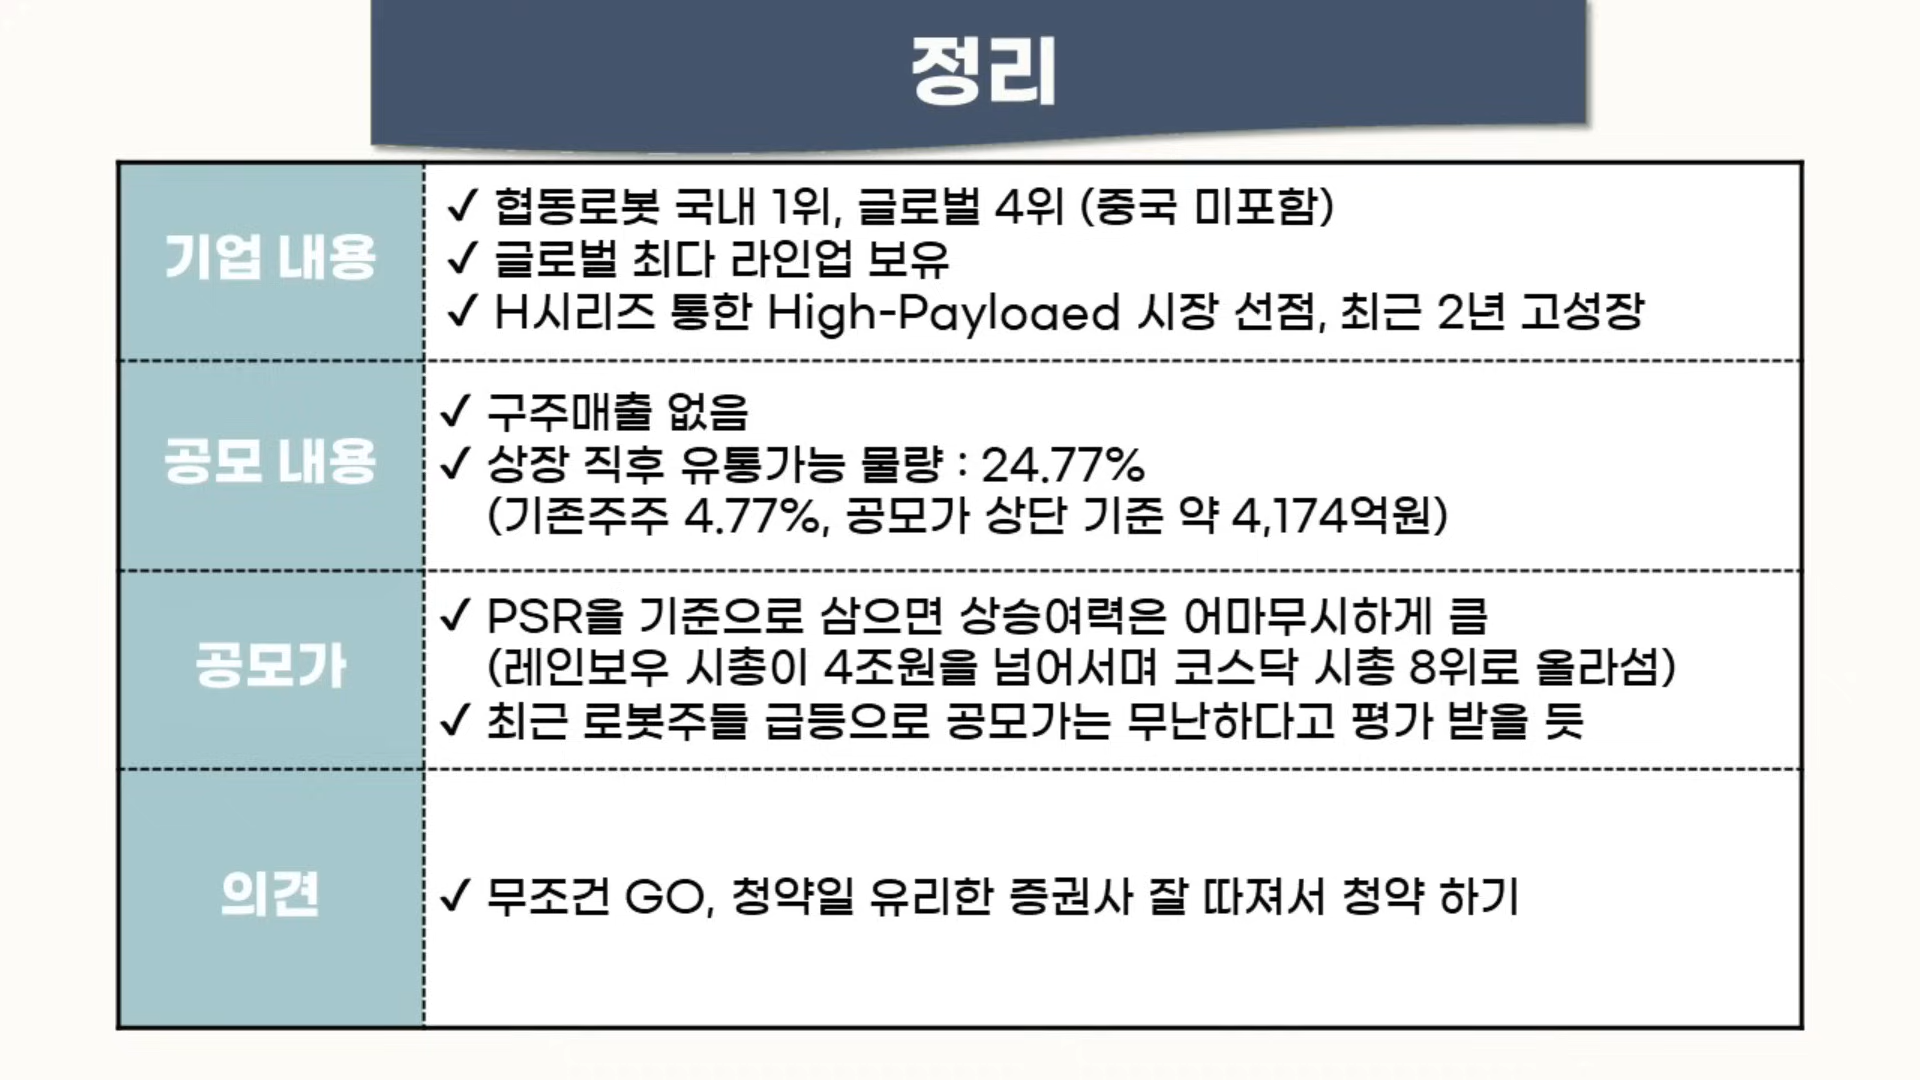 정리
기업 내용
✓ 협동로봇 국내 1위, 글로벌 4위 (중국 미포함)
✓ 글로벌 최다 라인업 보유
✓ H시리즈 통한 High-Payloaed 시장 선점, 최근 2년 고성장
공모 내용
✓ 구주매출 없음
✓ 상장 직후 유통가능 물량 : 24.77%
(기존주주 4.77%, 공모가 상단 기준 약 4,174억원)
공모가
✓ PSR을 기준으로 삼으면 상승여력은 어마무시하게 큼
(레인보우 시총이 4조원을 넘어서며 코스닥 시총 8위로 올라섬)
✓ 최근 로봇주들 급등으로 공모가는 무난하다고 평가 받을 듯
의견
✓ 무조건 GO, 청약일 유리한 증권사 잘 따져서 청약 하기